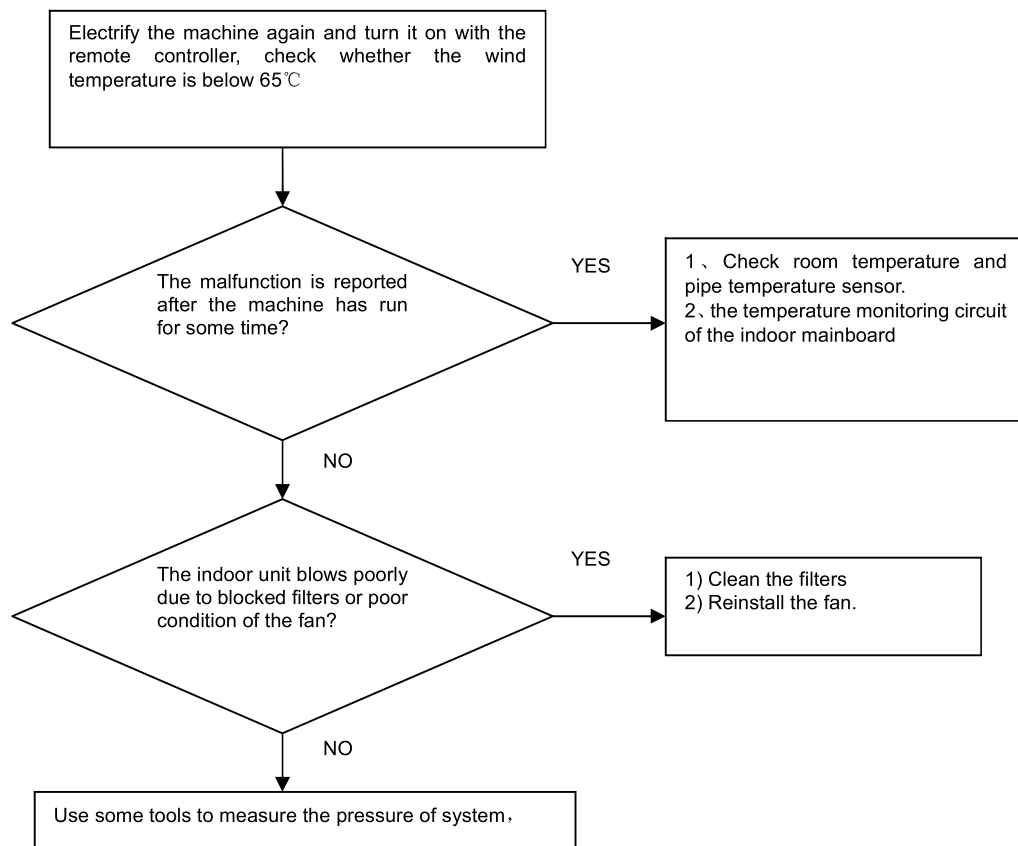 Electrify the machine again and turn it on with the
remote controller, check whether the wind
temperature is below 65℃
The malfunction is reported
after the machine has run
for some time?
YES
1、Check room temperature and
pipe temperature sensor.
2、the temperature monitoring circuit
of the indoor mainboard
NO
The indoor unit blows poorly
due to blocked filters or poor
condition of the fan?
YES
1) Clean the filters
2) Reinstall the fan.
NO
Use some tools to measure the pressure of system，